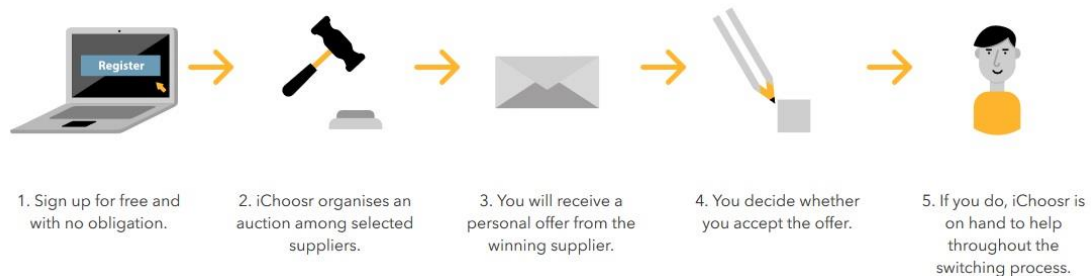 Register
1. Sign up for free and
with no obligation.
2. iChoosr organises an
auction among selected
suppliers.
3. You will receive a
personal offer from the
winning supplier.
4. You decide whether
you accept the offer.
5. If you do, iChoosr is
on hand to help
throughout the
switching process.